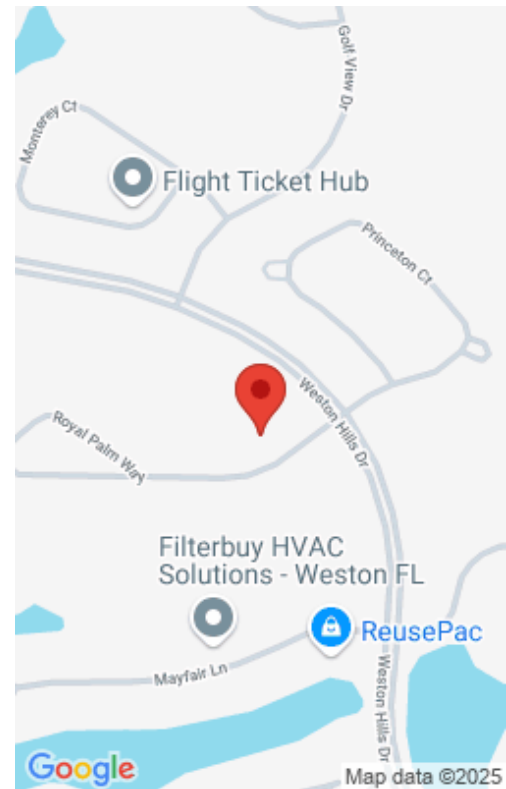 Golf View Dr
Monterey Ct
Flight Ticket Hub
Princeton Ct
Weston Hills Dr
Royal Palm Way
Filterbuy HVAC
Solutions - Weston FL
ReusePac
Mayfair Ln
Weston Hills Dr
Google
Map data ©2025